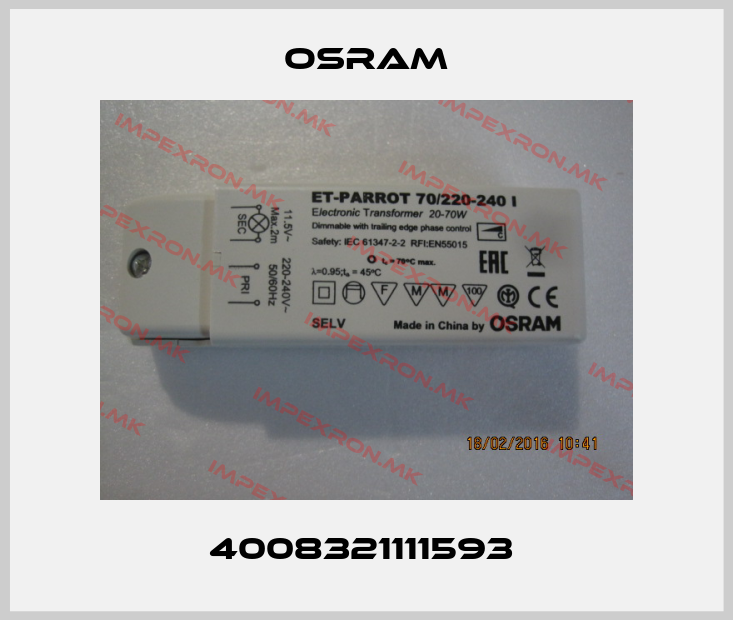 OSRAM
IMPEXRON.MK
ET-PARROT 70/220-240 I
Electronic Transformer 20-70W
Dimmable with trailing edge phase control
Safety: IEC 61347-2-2 RFI:EN55015
tc = 70°C max.
λ=0.95;ta = 45°C
EAC
F
M
M
100
CE
SELV
Made in China by OSRAM
11.5V~
Max.2m
SEC
220-240V~
50/60Hz
PRI
18/02/2016 10:41
4008321111593